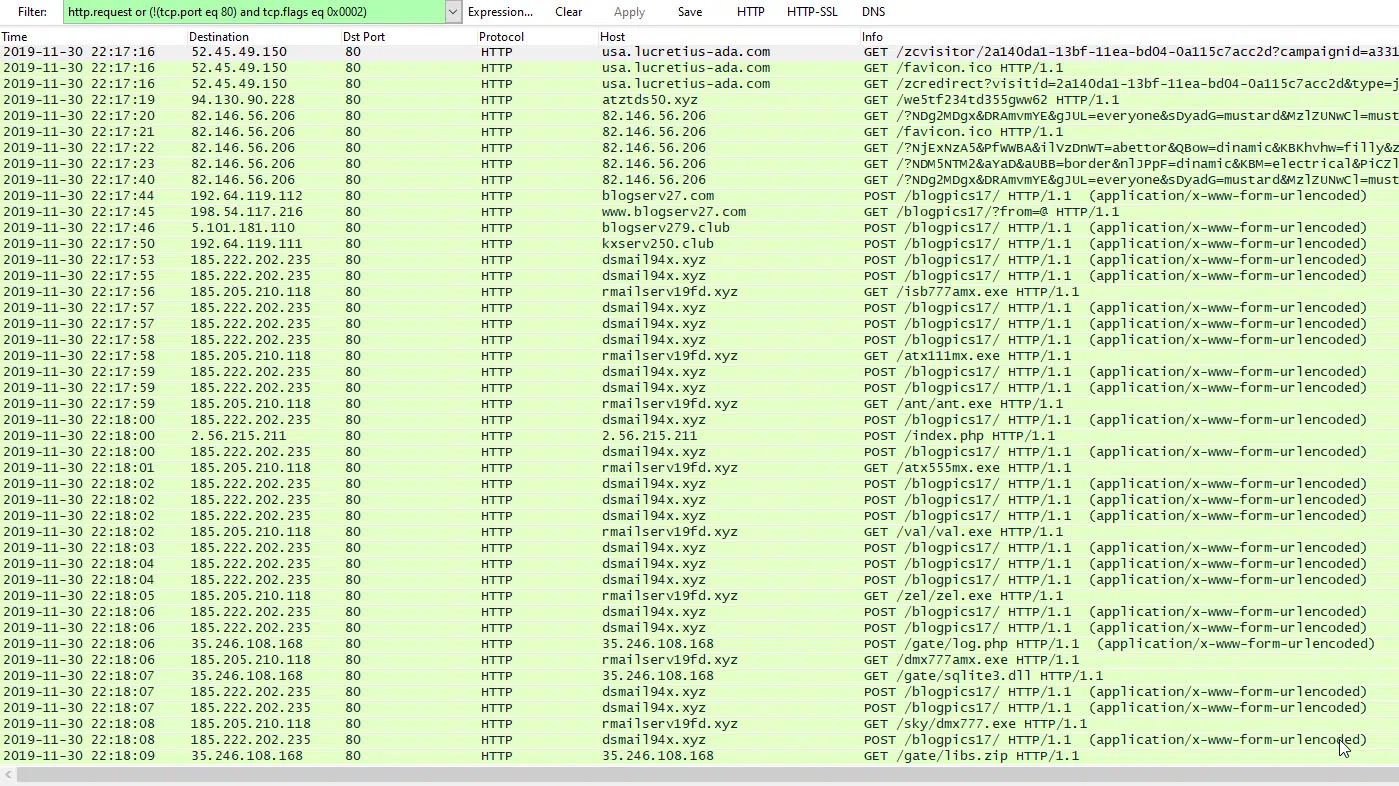 Filter: http.request or (!(tcp.port eq 80) and tcp.flags eq 0x0002) Expression... Clear Apply Save HTTP HTTP-SSL DNS
Time Destination Dst Port Protocol Host Info
2019-11-30 22:17:16 52.45.49.150 80 HTTP usa.lucretius-ada.com GET /zcvisitor/2a140da1-13bf-11ea-bd04-0a115c7acc2d?campaignid=a331
2019-11-30 22:17:16 52.45.49.150 80 HTTP usa.lucretius-ada.com GET /favicon.ico HTTP/1.1
2019-11-30 22:17:16 52.45.49.150 80 HTTP usa.lucretius-ada.com GET /zcredirect?visitid=2a140da1-13bf-11ea-bd04-0a115c7acc2d&type=j
2019-11-30 22:17:19 94.130.90.228 80 HTTP atztds50.xyz GET /we5tf234td355gww62 HTTP/1.1
2019-11-30 22:17:20 82.146.56.206 80 HTTP 82.146.56.206 GET /?NDg2MDgx&DRAmvmYE&gJUL=everyone&sDyadG=mustard&MzlZUNwCl=must
2019-11-30 22:17:21 82.146.56.206 80 HTTP 82.146.56.206 GET /favicon.ico HTTP/1.1
2019-11-30 22:17:22 82.146.56.206 80 HTTP 82.146.56.206 GET /?NjExNzA5&PfWWBA&ilVzDnWT=abettor&QBow=dinamic&KBKhvhw=filly&z
2019-11-30 22:17:23 82.146.56.206 80 HTTP 82.146.56.206 GET /?NDM5NTM2&aYaD&aUBB=border&nlJPpF=dinamic&KBM=electrical&PiCZl
2019-11-30 22:17:40 82.146.56.206 80 HTTP 82.146.56.206 GET /?NDg2MDgx&DRAmvmYE&gJUL=everyone&sDyadG=mustard&MzlZUNwCl=must
2019-11-30 22:17:44 192.64.119.112 80 HTTP blogserv27.com POST /blogpics17/ HTTP/1.1 (application/x-www-form-urlencoded)
2019-11-30 22:17:45 198.54.117.216 80 HTTP www.blogserv27.com GET /blogpics17/?from=@ HTTP/1.1
2019-11-30 22:17:46 5.101.181.110 80 HTTP blogserv279.club POST /blogpics17/ HTTP/1.1 (application/x-www-form-urlencoded)
2019-11-30 22:17:50 192.64.119.111 80 HTTP kxserv250.club POST /blogpics17/ HTTP/1.1 (application/x-www-form-urlencoded)
2019-11-30 22:17:53 185.222.202.235 80 HTTP dsmail94x.xyz POST /blogpics17/ HTTP/1.1 (application/x-www-form-urlencoded)
2019-11-30 22:17:55 185.222.202.235 80 HTTP dsmail94x.xyz POST /blogpics17/ HTTP/1.1 (application/x-www-form-urlencoded)
2019-11-30 22:17:56 185.205.210.118 80 HTTP rmailserv19fd.xyz GET /isb777amx.exe HTTP/1.1
2019-11-30 22:17:57 185.222.202.235 80 HTTP dsmail94x.xyz POST /blogpics17/ HTTP/1.1 (application/x-www-form-urlencoded)
2019-11-30 22:17:57 185.222.202.235 80 HTTP dsmail94x.xyz POST /blogpics17/ HTTP/1.1 (application/x-www-form-urlencoded)
2019-11-30 22:17:58 185.222.202.235 80 HTTP dsmail94x.xyz POST /blogpics17/ HTTP/1.1 (application/x-www-form-urlencoded)
2019-11-30 22:17:58 185.205.210.118 80 HTTP rmailserv19fd.xyz GET /atx111mx.exe HTTP/1.1
2019-11-30 22:17:59 185.222.202.235 80 HTTP dsmail94x.xyz POST /blogpics17/ HTTP/1.1 (application/x-www-form-urlencoded)
2019-11-30 22:17:59 185.222.202.235 80 HTTP dsmail94x.xyz POST /blogpics17/ HTTP/1.1 (application/x-www-form-urlencoded)
2019-11-30 22:17:59 185.205.210.118 80 HTTP rmailserv19fd.xyz GET /ant/ant.exe HTTP/1.1
2019-11-30 22:18:00 185.222.202.235 80 HTTP dsmail94x.xyz POST /blogpics17/ HTTP/1.1 (application/x-www-form-urlencoded)
2019-11-30 22:18:00 2.56.215.211 80 HTTP 2.56.215.211 POST /index.php HTTP/1.1
2019-11-30 22:18:00 185.222.202.235 80 HTTP dsmail94x.xyz POST /blogpics17/ HTTP/1.1 (application/x-www-form-urlencoded)
2019-11-30 22:18:01 185.205.210.118 80 HTTP rmailserv19fd.xyz GET /atx555mx.exe HTTP/1.1
2019-11-30 22:18:02 185.222.202.235 80 HTTP dsmail94x.xyz POST /blogpics17/ HTTP/1.1 (application/x-www-form-urlencoded)
2019-11-30 22:18:02 185.222.202.235 80 HTTP dsmail94x.xyz POST /blogpics17/ HTTP/1.1 (application/x-www-form-urlencoded)
2019-11-30 22:18:02 185.222.202.235 80 HTTP dsmail94x.xyz POST /blogpics17/ HTTP/1.1 (application/x-www-form-urlencoded)
2019-11-30 22:18:02 185.205.210.118 80 HTTP rmailserv19fd.xyz GET /val/val.exe HTTP/1.1
2019-11-30 22:18:03 185.222.202.235 80 HTTP dsmail94x.xyz POST /blogpics17/ HTTP/1.1 (application/x-www-form-urlencoded)
2019-11-30 22:18:04 185.222.202.235 80 HTTP dsmail94x.xyz POST /blogpics17/ HTTP/1.1 (application/x-www-form-urlencoded)
2019-11-30 22:18:04 185.222.202.235 80 HTTP dsmail94x.xyz POST /blogpics17/ HTTP/1.1 (application/x-www-form-urlencoded)
2019-11-30 22:18:05 185.205.210.118 80 HTTP rmailserv19fd.xyz GET /zel/zel.exe HTTP/1.1
2019-11-30 22:18:06 185.222.202.235 80 HTTP dsmail94x.xyz POST /blogpics17/ HTTP/1.1 (application/x-www-form-urlencoded)
2019-11-30 22:18:06 185.222.202.235 80 HTTP dsmail94x.xyz POST /blogpics17/ HTTP/1.1 (application/x-www-form-urlencoded)
2019-11-30 22:18:06 35.246.108.168 80 HTTP 35.246.108.168 POST /gate/log.php HTTP/1.1 (application/x-www-form-urlencoded)
2019-11-30 22:18:06 185.205.210.118 80 HTTP rmailserv19fd.xyz GET /dmx777amx.exe HTTP/1.1
2019-11-30 22:18:07 35.246.108.168 80 HTTP 35.246.108.168 GET /gate/sqlite3.dll HTTP/1.1
2019-11-30 22:18:07 185.222.202.235 80 HTTP dsmail94x.xyz POST /blogpics17/ HTTP/1.1 (application/x-www-form-urlencoded)
2019-11-30 22:18:07 185.222.202.235 80 HTTP dsmail94x.xyz POST /blogpics17/ HTTP/1.1 (application/x-www-form-urlencoded)
2019-11-30 22:18:08 185.205.210.118 80 HTTP rmailserv19fd.xyz GET /sky/dmx777.exe HTTP/1.1
2019-11-30 22:18:08 185.222.202.235 80 HTTP dsmail94x.xyz POST /blogpics17/ HTTP/1.1 (application/x-www-form-urlencoded)
2019-11-30 22:18:09 35.246.108.168 80 HTTP 35.246.108.168 GET /gate/libs.zip HTTP/1.1